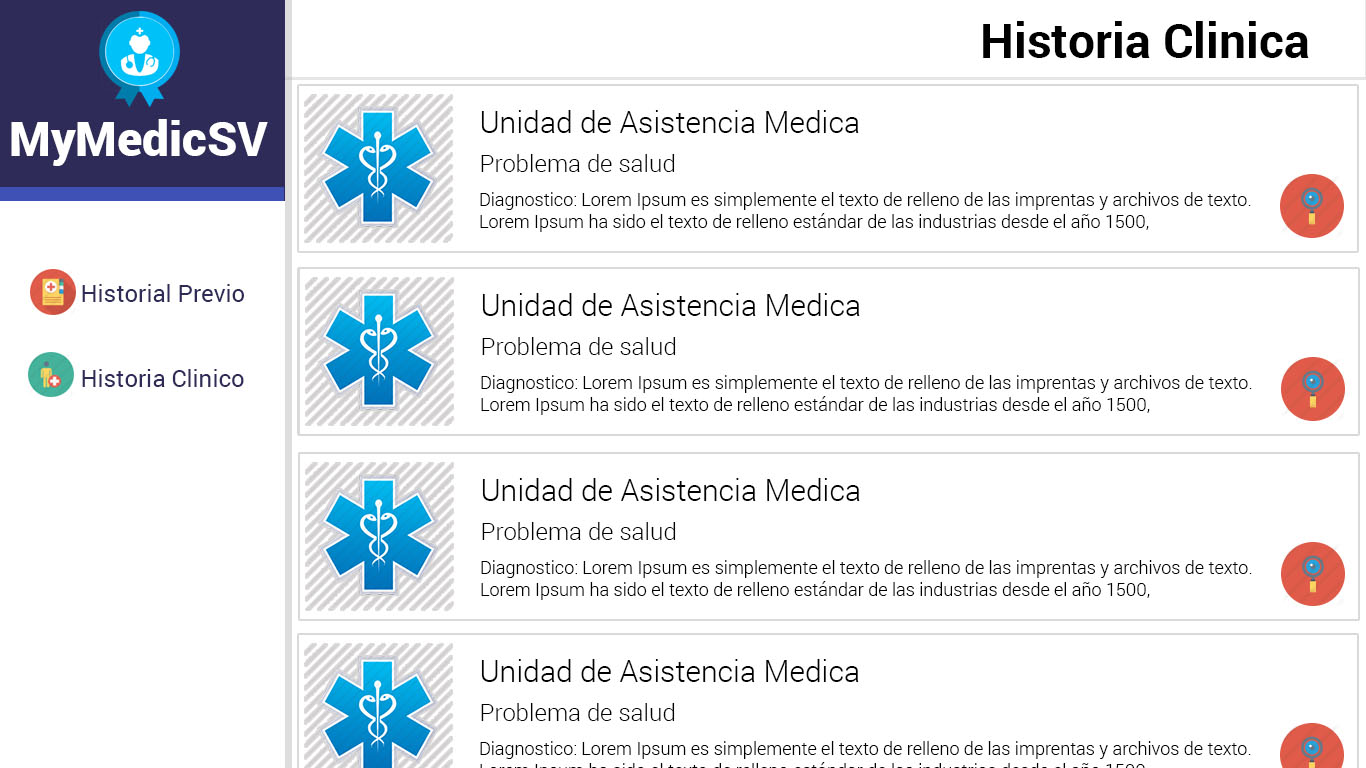 MyMedicSV
Historial Previo
Historia Clinico
Historia Clinica
Unidad de Asistencia Medica
Problema de salud
Diagnostico: Lorem Ipsum es simplemente el texto de relleno de las imprentas y archivos de texto.
Lorem Ipsum ha sido el texto de relleno estándar de las industrias desde el año 1500,
Unidad de Asistencia Medica
Problema de salud
Diagnostico: Lorem Ipsum es simplemente el texto de relleno de las imprentas y archivos de texto.
Lorem Ipsum ha sido el texto de relleno estándar de las industrias desde el año 1500,
Unidad de Asistencia Medica
Problema de salud
Diagnostico: Lorem Ipsum es simplemente el texto de relleno de las imprentas y archivos de texto.
Lorem Ipsum ha sido el texto de relleno estándar de las industrias desde el año 1500,
Unidad de Asistencia Medica
Problema de salud
Diagnostico: Lorem Ipsum es simplemente el texto de relleno de las imprentas y archivos de texto.